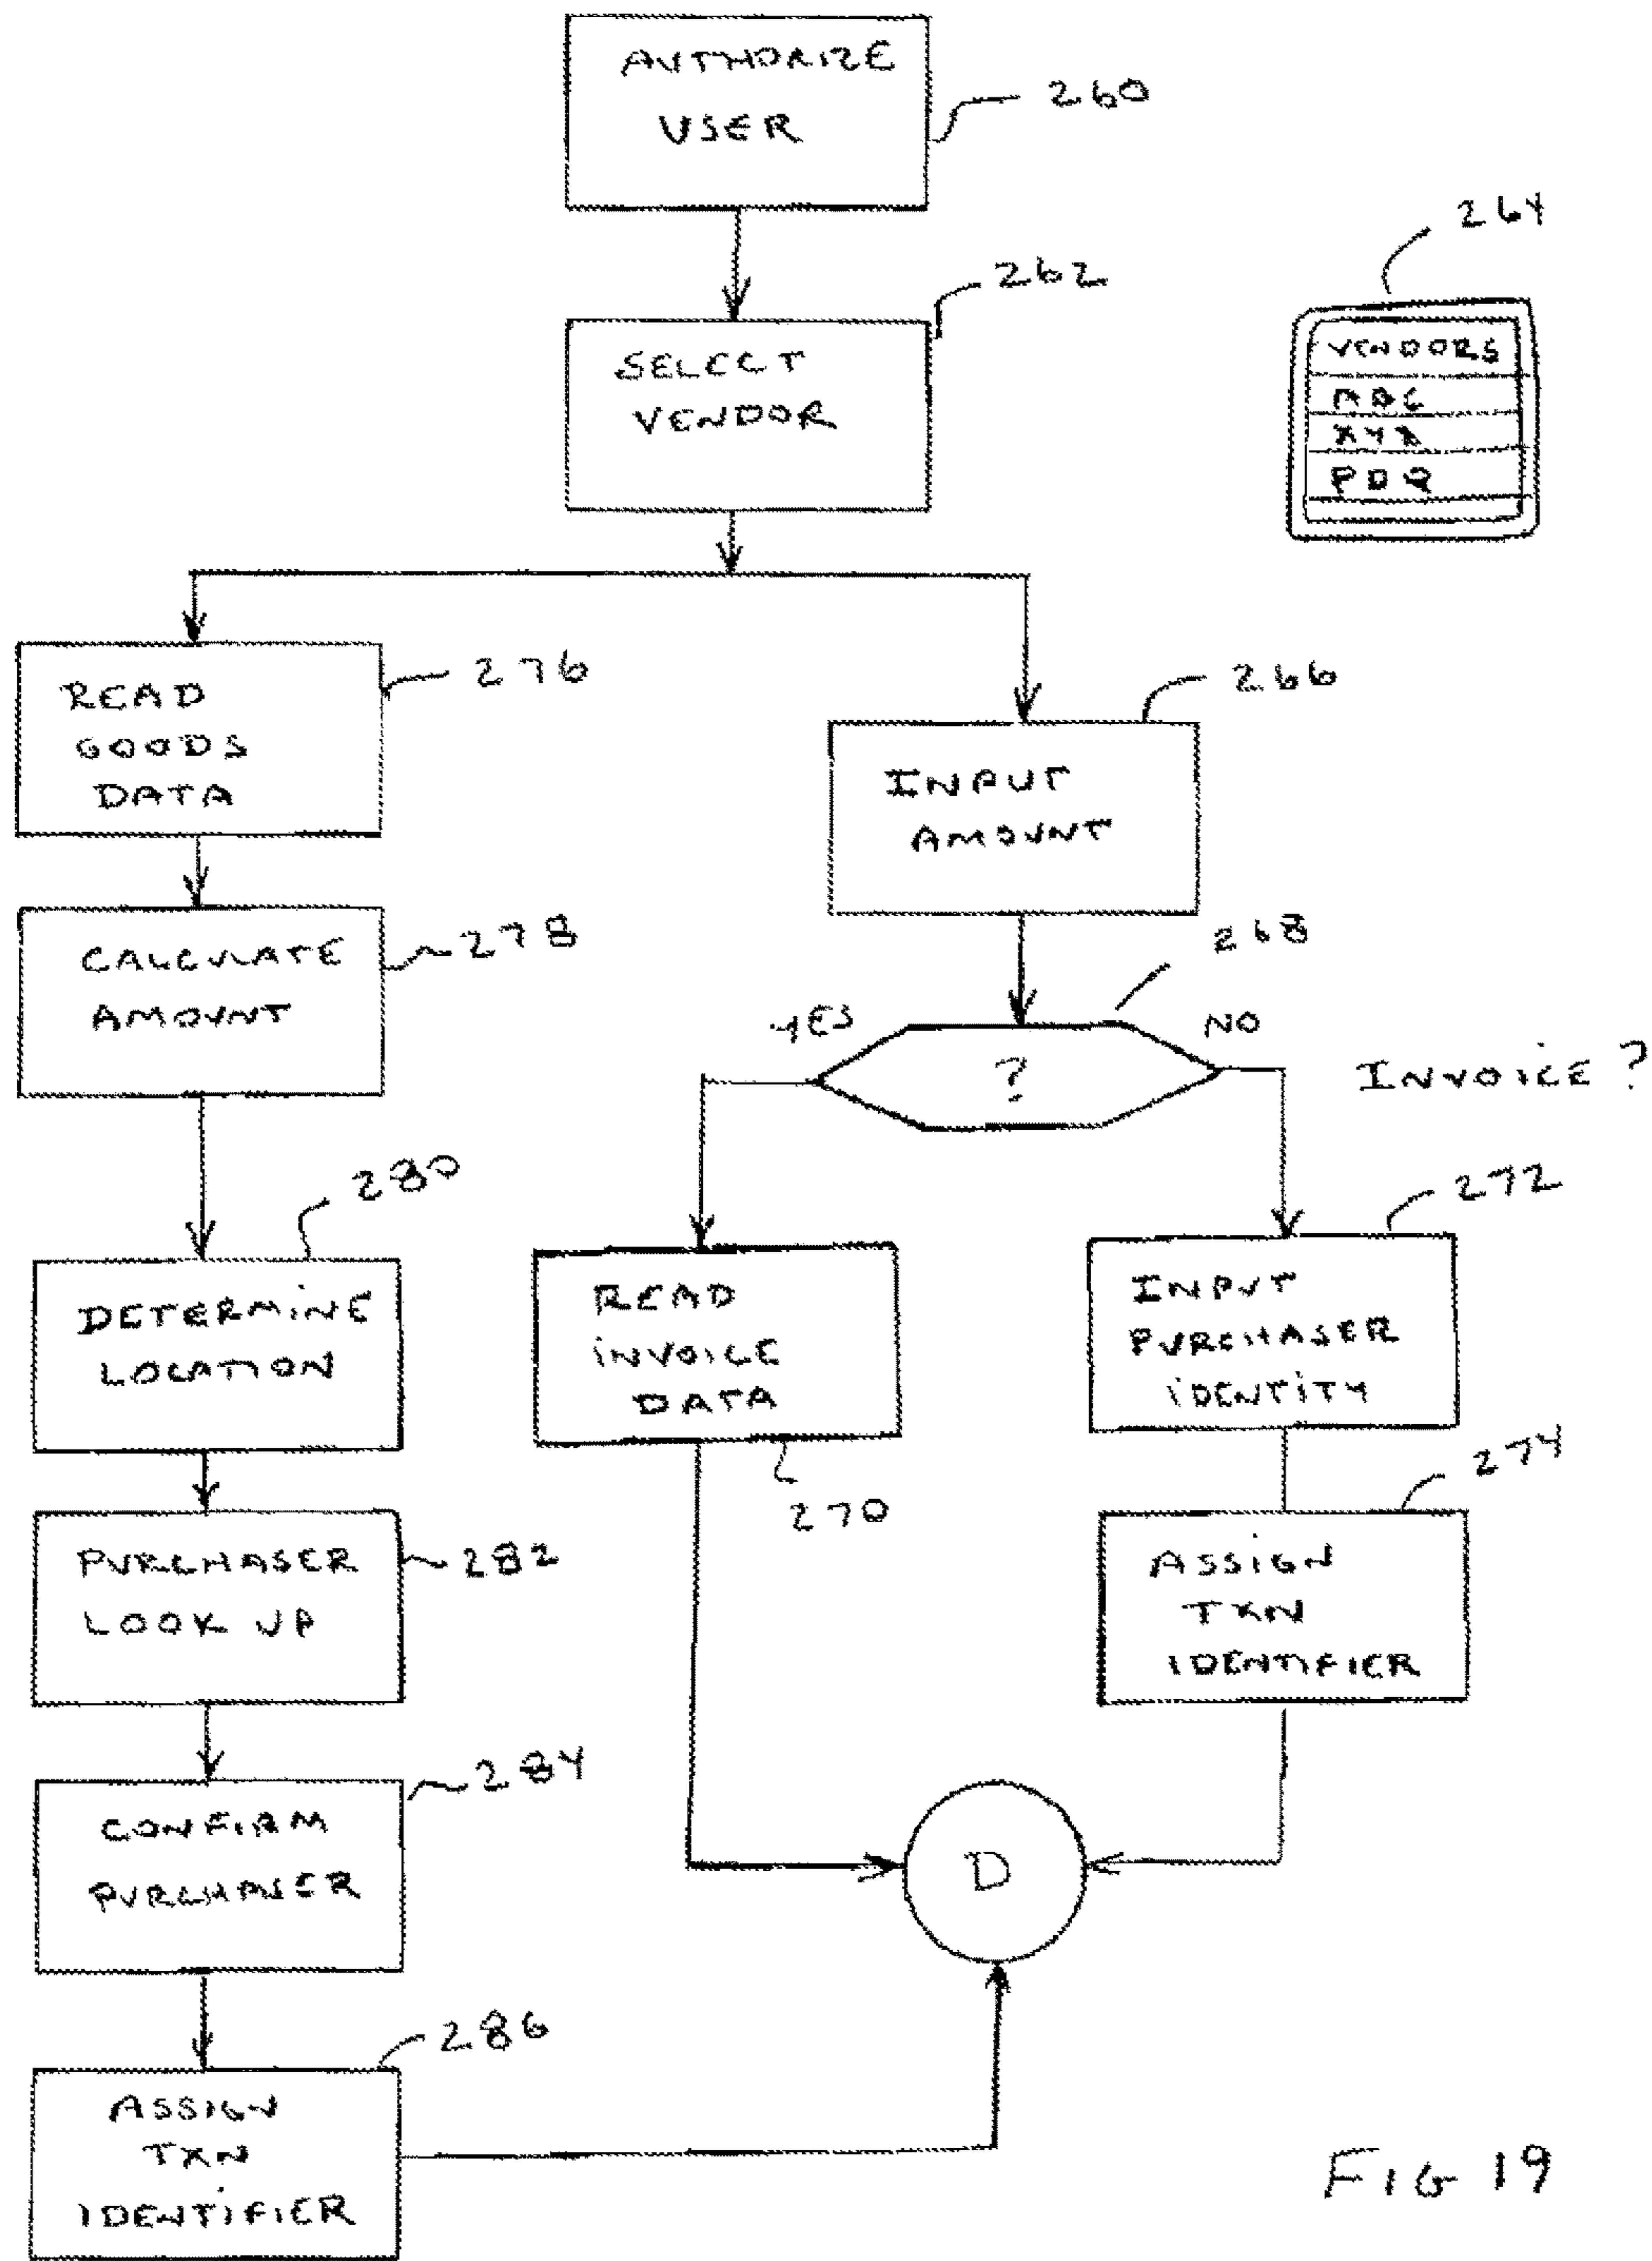 AUTHORIZE
USER
260
SELECT
VENDOR
262
264
VENDORS
ABC
XYZ
PDQ
READ
GOODS
DATA
276
INPUT
AMOUNT
266
CALCULATE
AMOUNT
278
268
YES
?
NO
INVOICE ?
DETERMINE
LOCATION
280
READ
INVOICE
DATA
270
INPUT
PURCHASER
IDENTITY
272
PURCHASER
LOOK UP
282
ASSIGN
TXN
IDENTIFIER
274
CONFIRM
PURCHASER
284
D
ASSIGN
TXN
IDENTIFIER
286
FIG 19